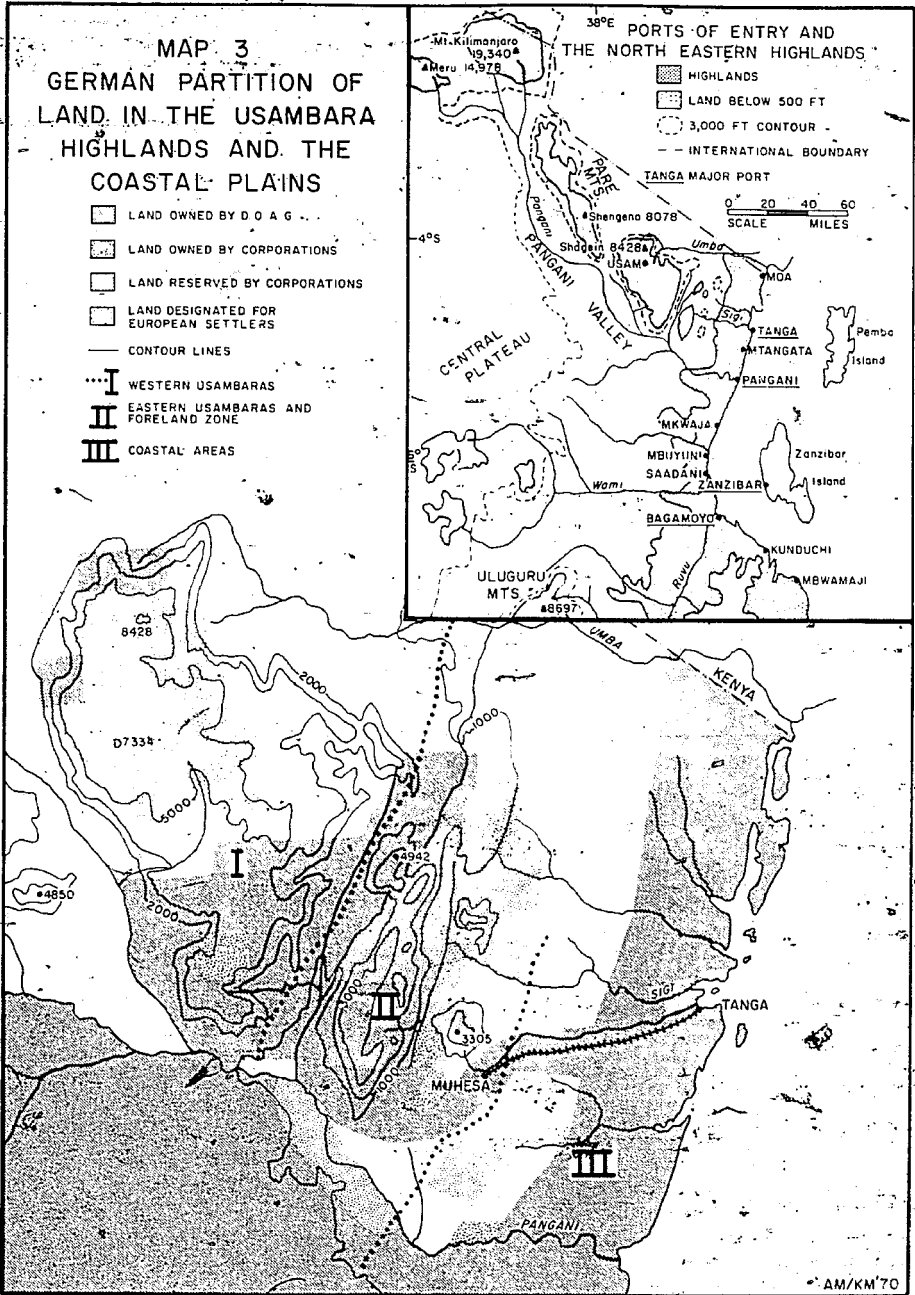 MAP 3
GERMAN PARTITION OF
LAND IN THE USAMBARA
HIGHLANDS AND THE
COASTAL PLAINS
LAND OWNED BY D O A G
LAND OWNED BY CORPORATIONS
LAND RESERVED BY CORPORATIONS
LAND DESIGNATED FOR
EUROPEAN SETTLERS
CONTOUR LINES
I WESTERN USAMBARAS
II EASTERN USAMBARAS AND
FORELAND ZONE
III COASTAL AREAS
38°E
PORTS OF ENTRY AND
THE NORTH EASTERN HIGHLANDS
HIGHLANDS
LAND BELOW 500 FT
3,000 FT CONTOUR
INTERNATIONAL BOUNDARY
TANGA MAJOR PORT
0 20 40 60
SCALE MILES
Mt. Kilimanjaro
19,340
Meru 14,978
PARE
MTS
Pangani
Shengena 8078
4°S
Shagein 8428
Umba
USAM
PANGANI
VALLEY
MOA
Sigi
TANGA
MTANGATA
Pemba
Island
CENTRAL
PLATEAU
PANGANI
MKWAJA
MBUYUNI
SAADANI
Zanzibar
Island
ZANZIBAR
Wami
BAGAMOYO
KUNDUCHI
Ruvu
MBWAMAJI
ULUGURU
MTS
8697
UMBA
KENYA
8428
2000
1000
D7334
5000
I
4942
4850
2000
1000
II
SIGI
TANGA
3305
1000
MUHESA
III
PANGANI
AM/KM '70